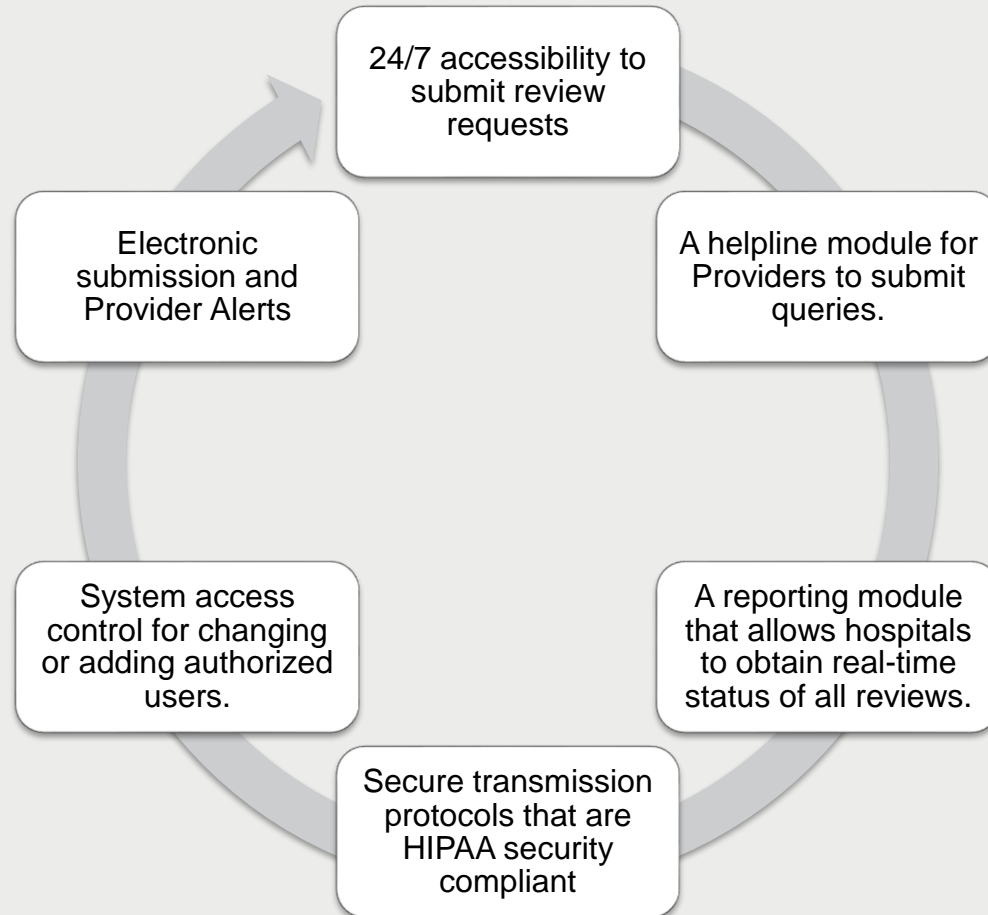 24/7 accessibility to
submit review
requests
A helpline module for
Providers to submit
queries.
A reporting module
that allows hospitals
to obtain real-time
status of all reviews.
Secure transmission
protocols that are
HIPAA security
compliant
System access
control for changing
or adding authorized
users.
Electronic
submission and
Provider Alerts